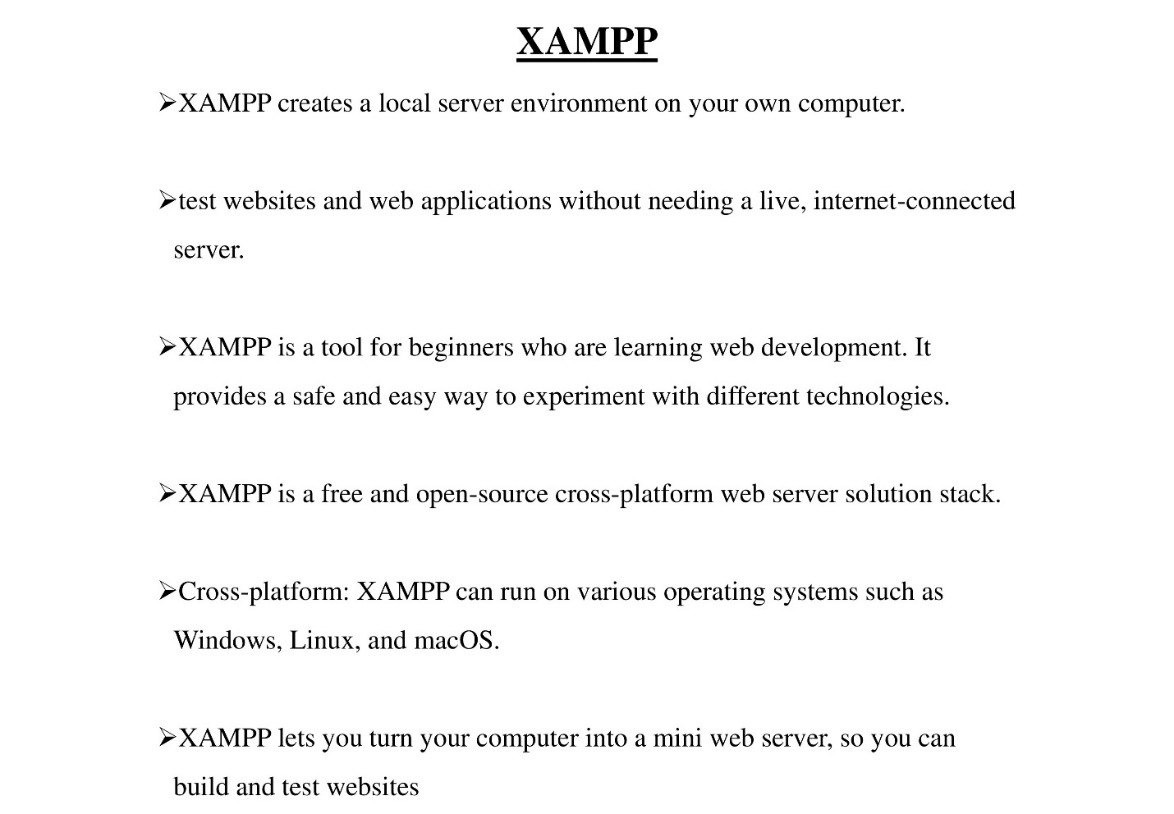 XAMPP
➢XAMPP creates a local server environment on your own computer.
➢test websites and web applications without needing a live, internet-connected
server.
➢XAMPP is a tool for beginners who are learning web development. It
provides a safe and easy way to experiment with different technologies.
➢XAMPP is a free and open-source cross-platform web server solution stack.
➢Cross-platform: XAMPP can run on various operating systems such as
Windows, Linux, and macOS.
➢XAMPP lets you turn your computer into a mini web server, so you can
build and test websites